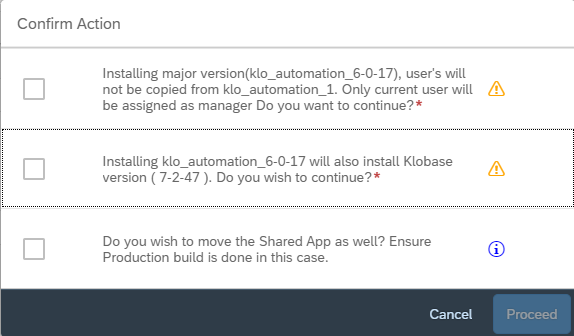 Confirm Action
Installing major version(klo_automation_6-0-17), user's will
not be copied from klo_automation_1. Only current user will
be assigned as manager Do you want to continue?*
Installing klo_automation_6-0-17 will also install Klobase
version ( 7-2-47 ). Do you wish to continue?*
Do you wish to move the Shared App as well? Ensure
Production build is done in this case.
Cancel
Proceed